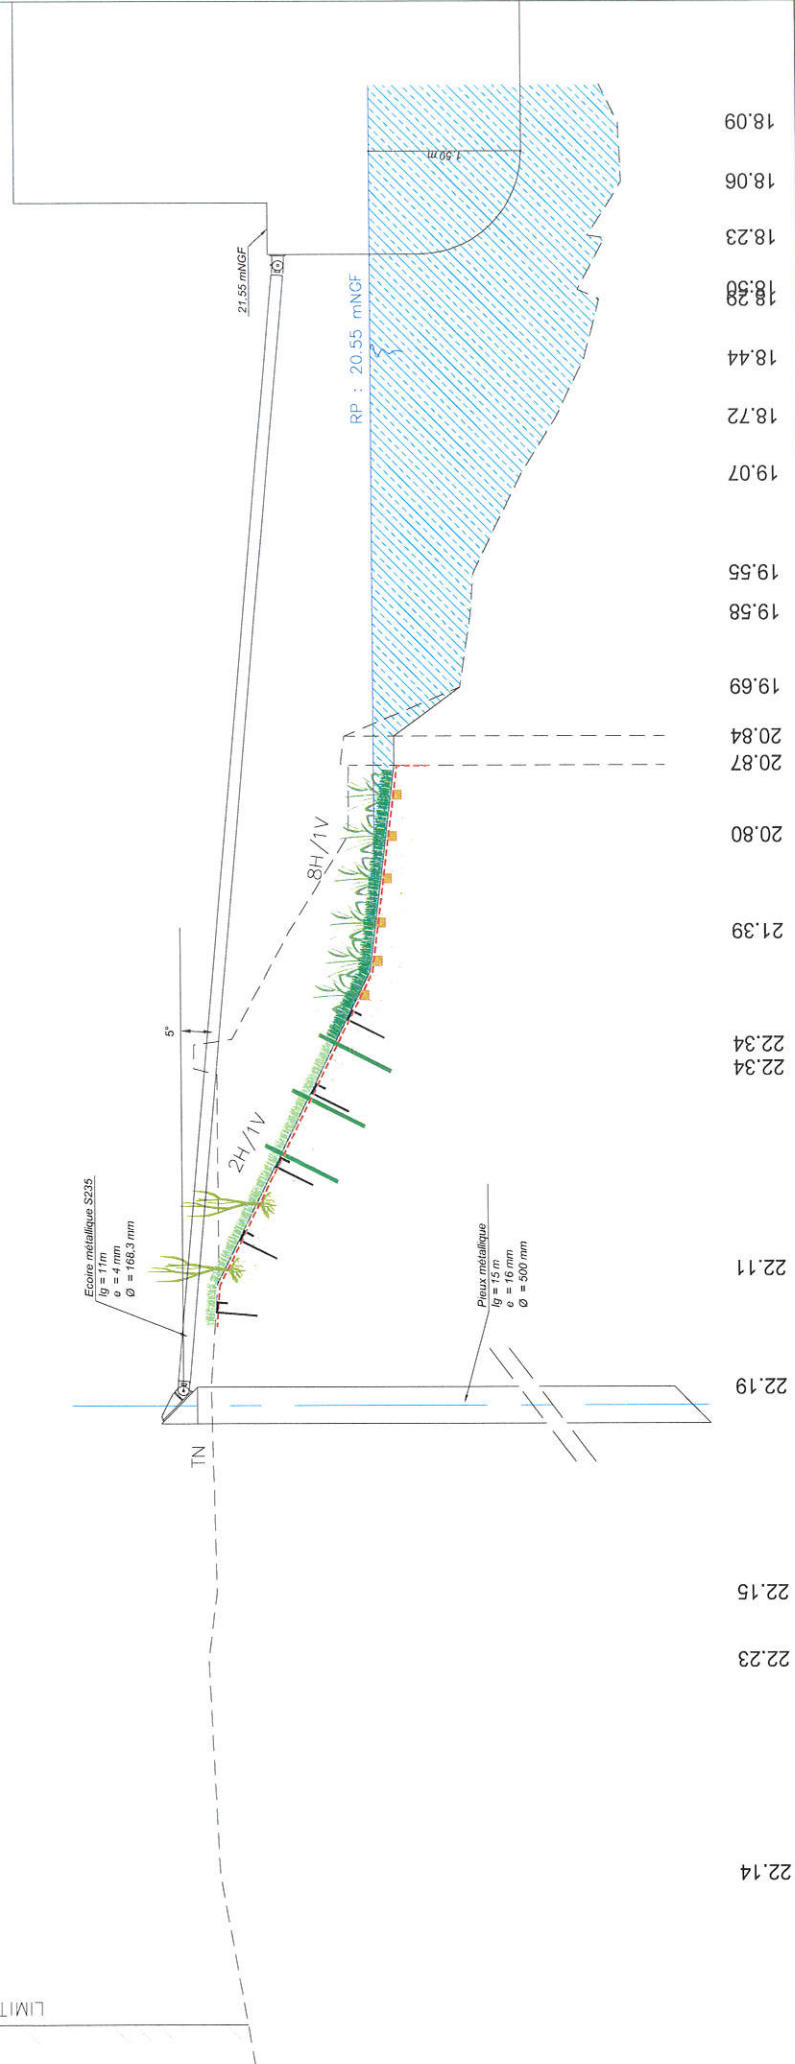 LIMIT
TN
Ecoire métallique S235
lg = 11m
e = 4 mm
Ø = 168,3 mm
5°
2H/1V
8H/1V
Pieux métallique
lg = 15 m
e = 16 mm
Ø = 500 mm
21.55 mNGF
RP : 20.55 mNGF
1.50 m
18.09
18.06
18.23
18.50
18.29
18.44
18.72
19.07
19.55
19.58
19.69
20.84
20.87
20.80
21.39
22.34
22.34
22.11
22.19
22.15
22.23
22.14